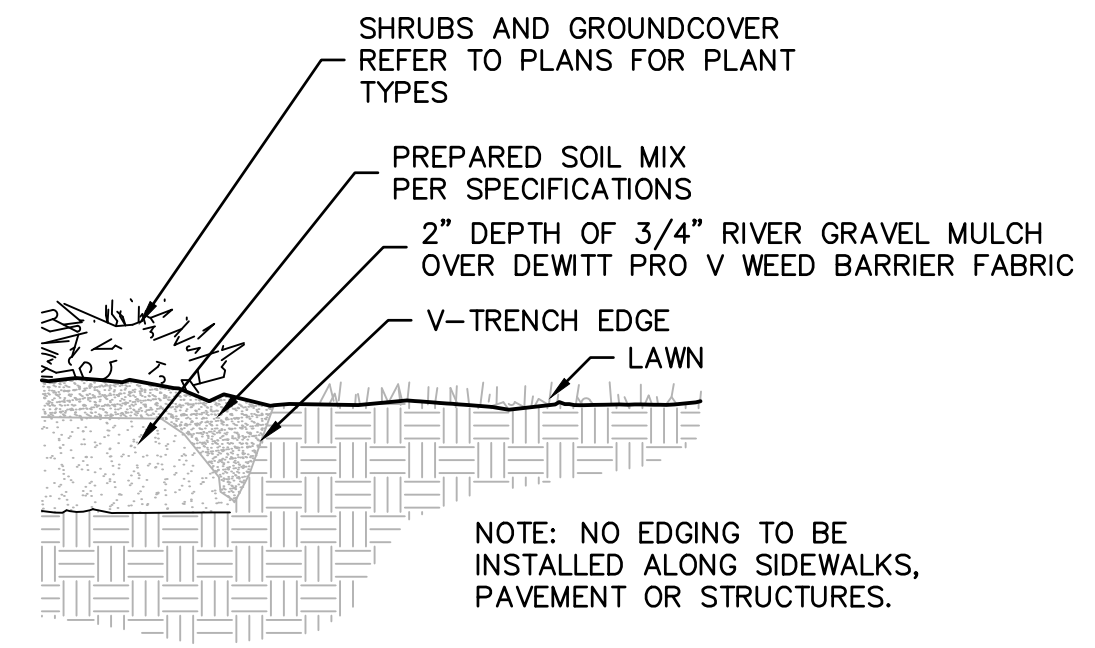 SHRUBS AND GROUNDCOVER
REFER TO PLANS FOR PLANT
TYPES
PREPARED SOIL MIX
PER SPECIFICATIONS
2" DEPTH OF 3/4" RIVER GRAVEL MULCH
OVER DEWITT PRO V WEED BARRIER FABRIC
V-TRENCH EDGE
LAWN
NOTE: NO EDGING TO BE
INSTALLED ALONG SIDEWALKS,
PAVEMENT OR STRUCTURES.